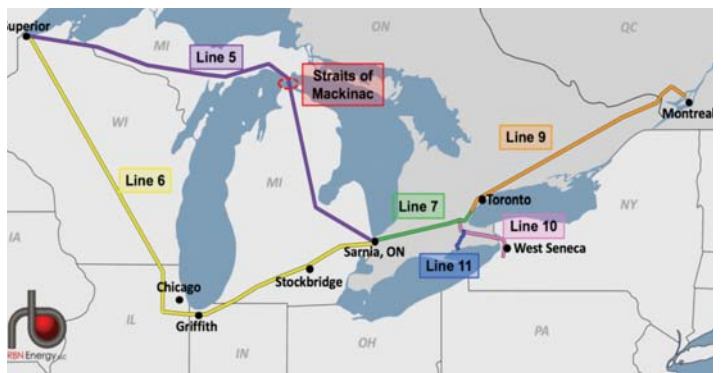 Superior
MI
ON
QC
Line 5
Straits of
Mackinac
Montreal
Line 9
WI
Line 6
MI
Toronto
Line 7
NY
Line 10
IA
Sarnia, ON
West Seneca
Line 11
Chicago
Stockbridge
IL
Griffith
PA
IN
OH
rb
RBN Energy LLC